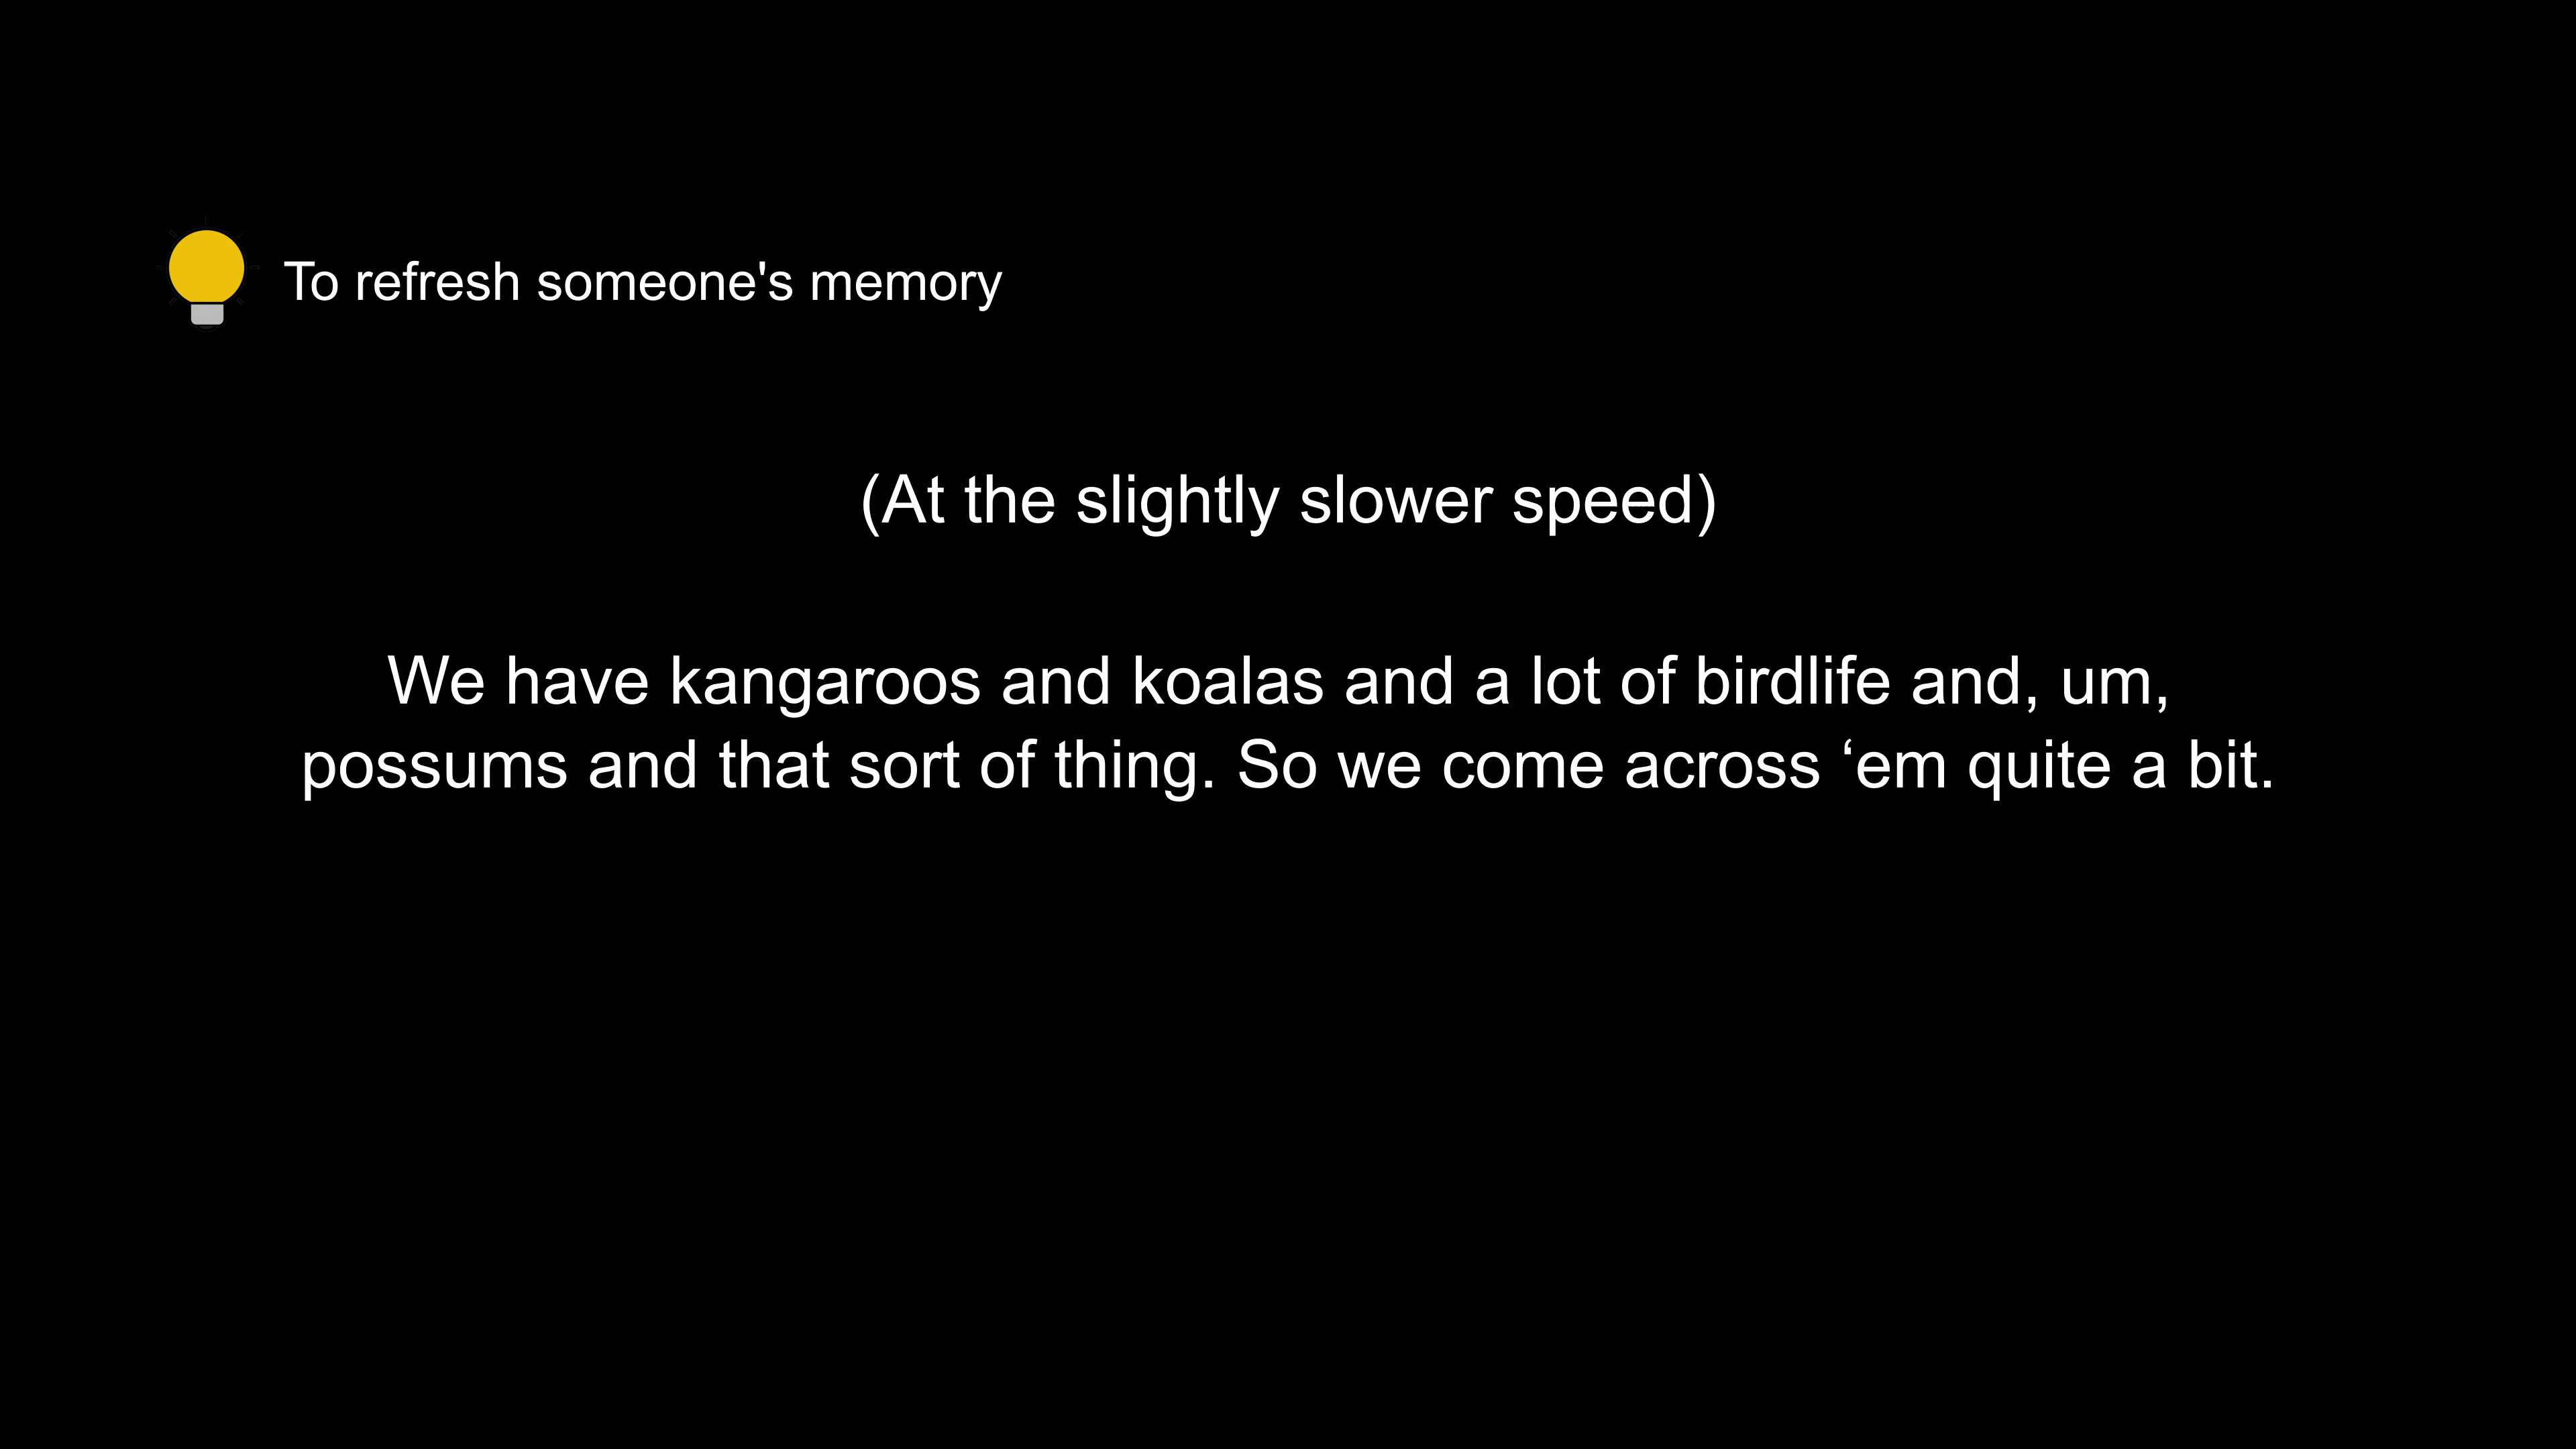 To refresh someone's memory
(At the slightly slower speed)
We have kangaroos and koalas and a lot of birdlife and, um,
possums and that sort of thing. So we come across ‘em quite a bit.